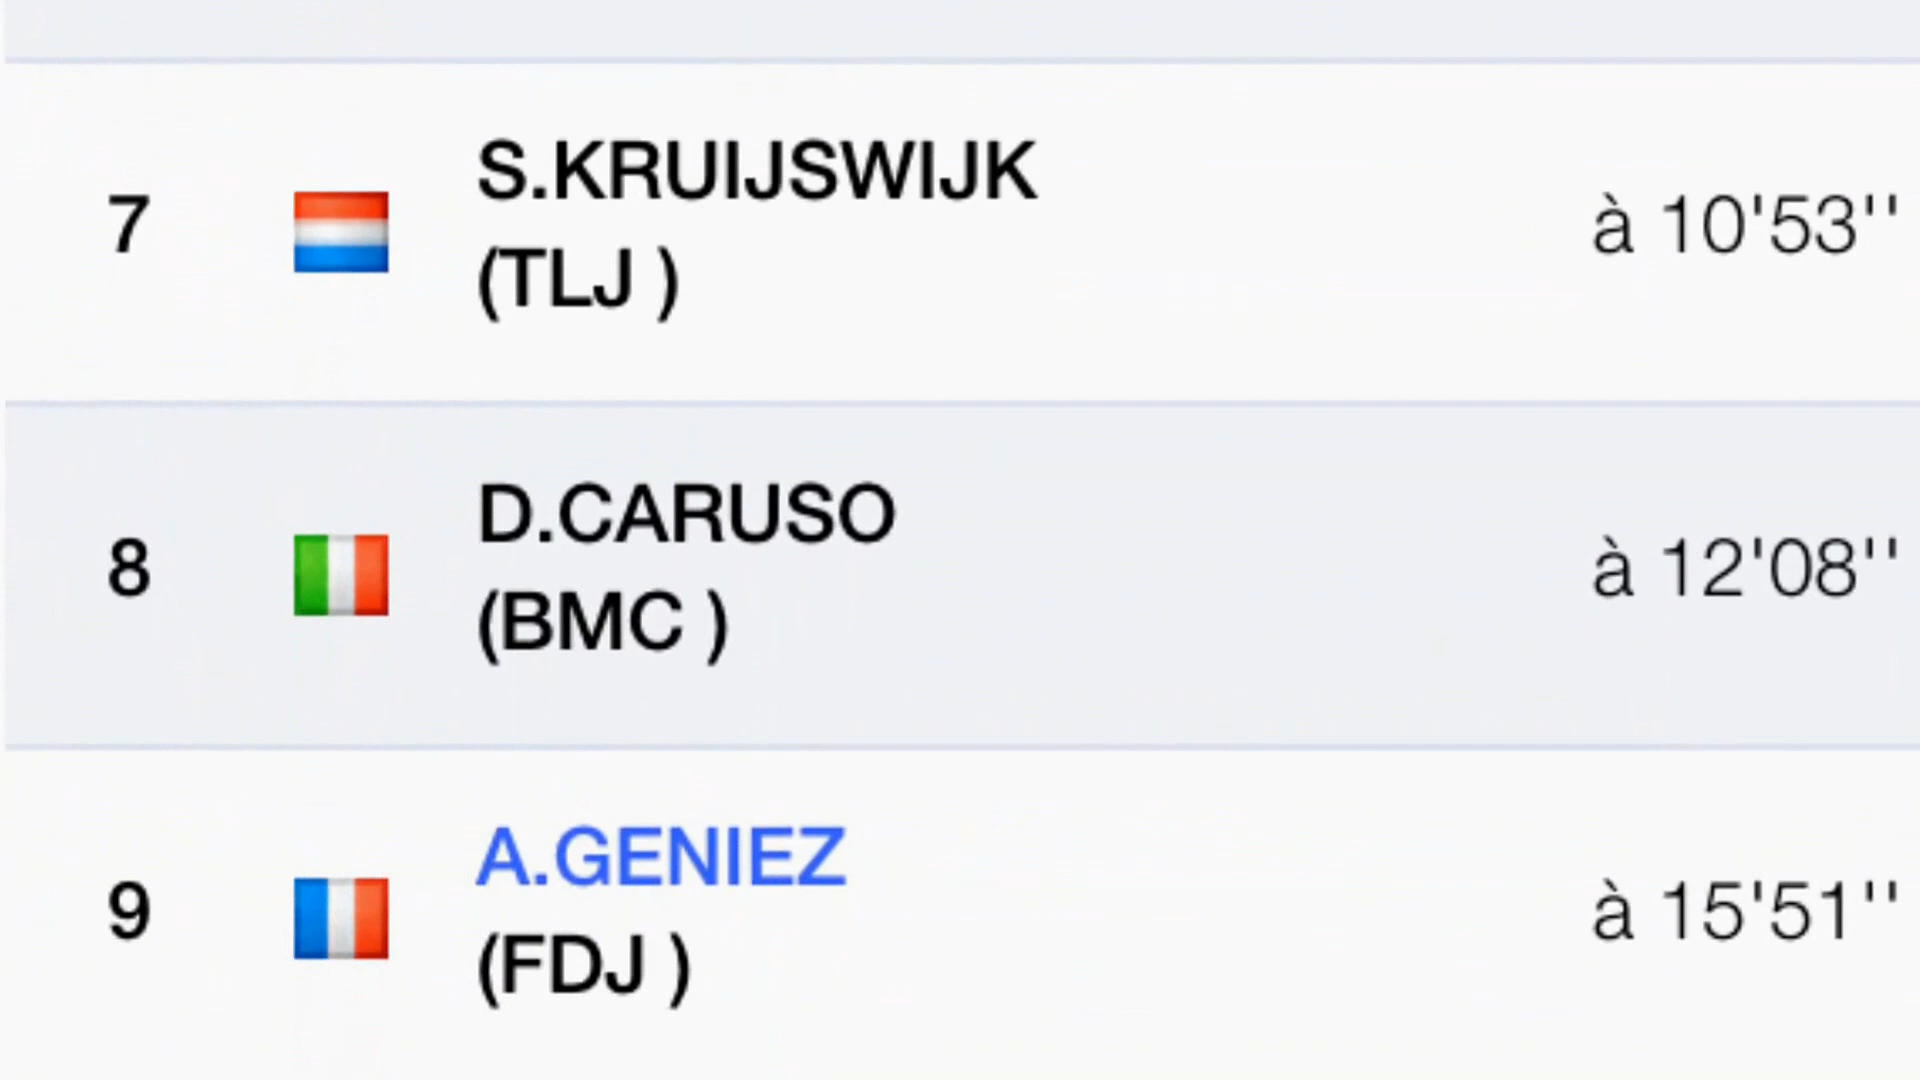 7
S.KRUIJSWIJK
(TLJ )
à 10'53''
8
D.CARUSO
(BMC )
à 12'08''
9
A.GENIEZ
(FDJ )
à 15'51''